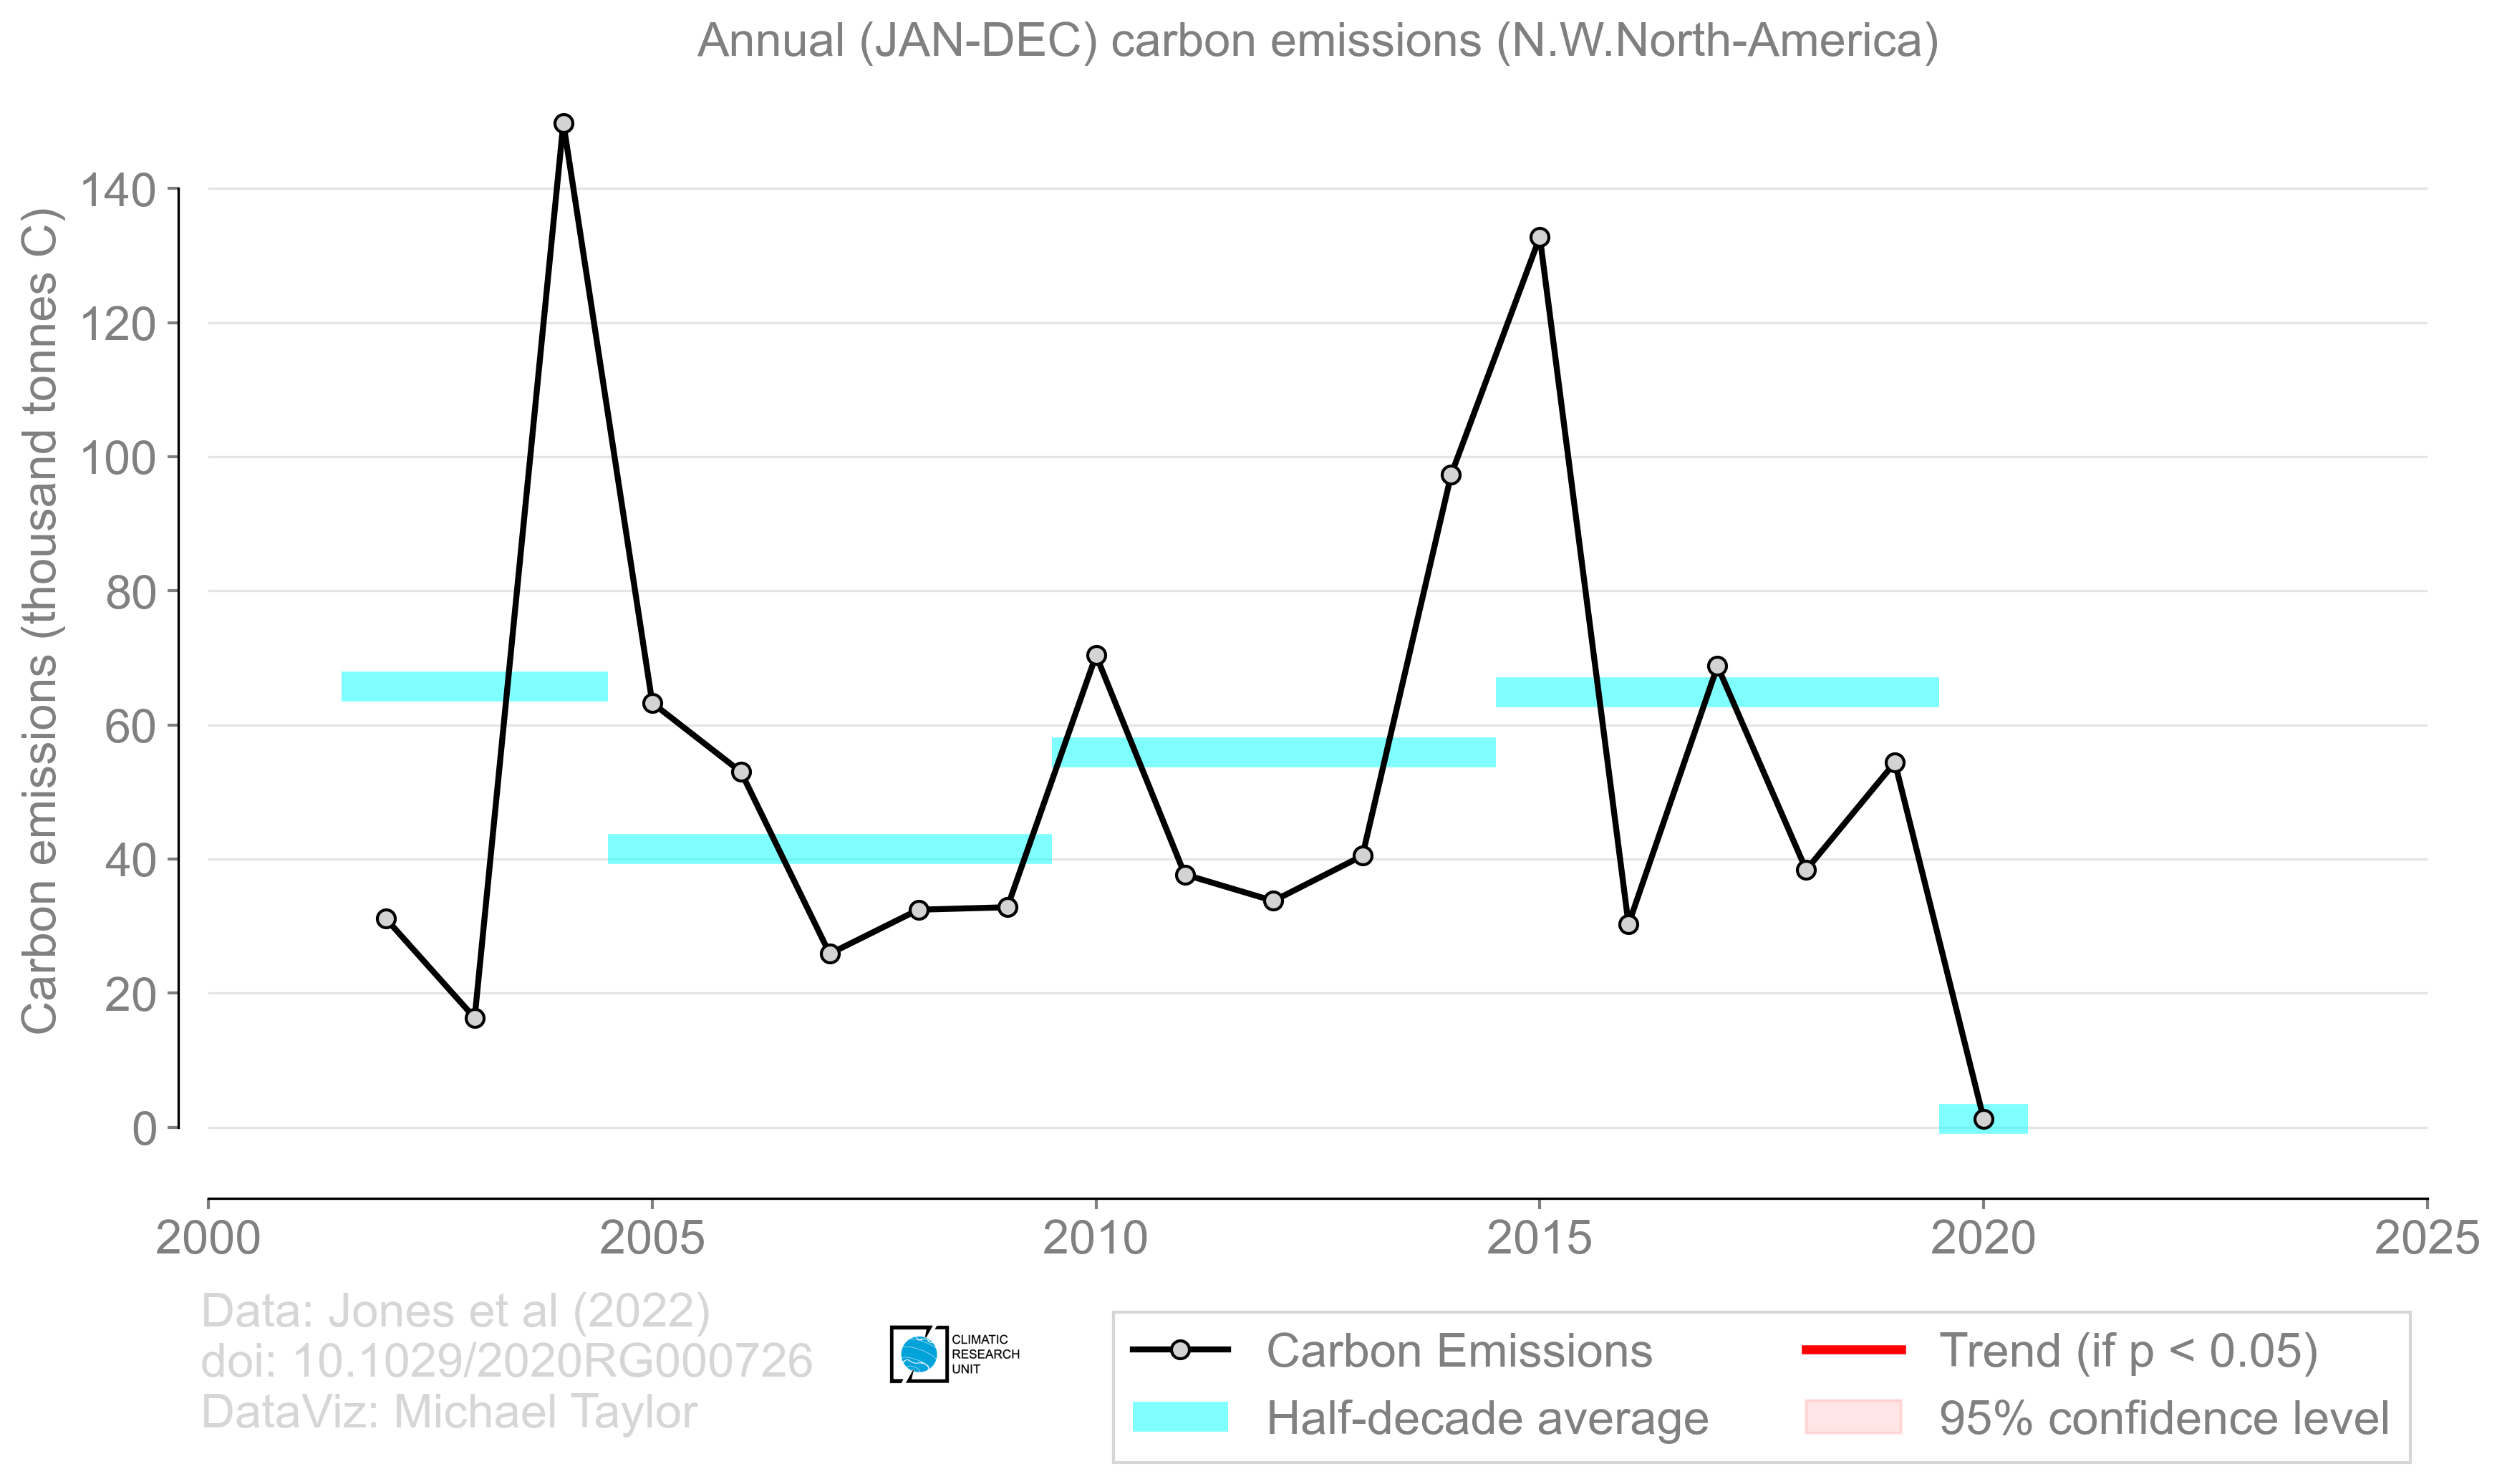 Annual (JAN-DEC) carbon emissions (N.W.North-America)
Carbon emissions (thousand tonnes C)
140
120
100
80
60
40
20
0
2000
2005
2010
2015
2020
2025
Data: Jones et al (2022)
doi: 10.1029/2020RG000726
DataViz: Michael Taylor
CLIMATIC
RESEARCH
UNIT
Carbon Emissions
Half-decade average
Trend (if p < 0.05)
95% confidence level